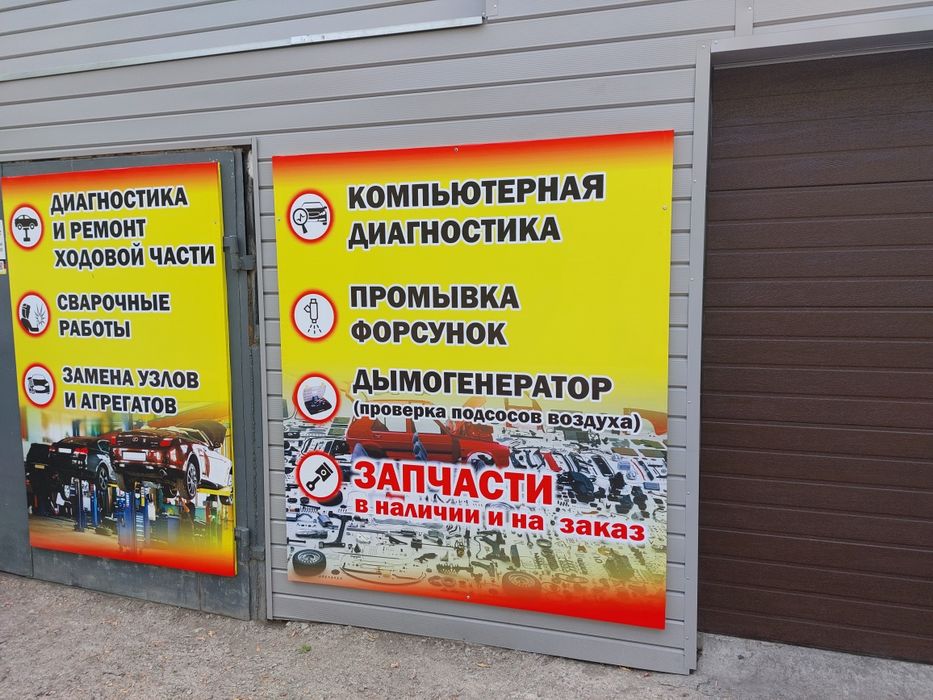 ДИАГНОСТИКА
И РЕМОНТ
ХОДОВОЙ ЧАСТИ
СВАРОЧНЫЕ
РАБОТЫ
ЗАМЕНА УЗЛОВ
И АГРЕГАТОВ
КОМПЬЮТЕРНАЯ
ДИАГНОСТИКА
ПРОМЫВКА
ФОРСУНОК
ДЫМОГЕНЕРАТОР
(проверка подсосов воздуха)
ЗАПЧАСТИ
в наличии и на заказ